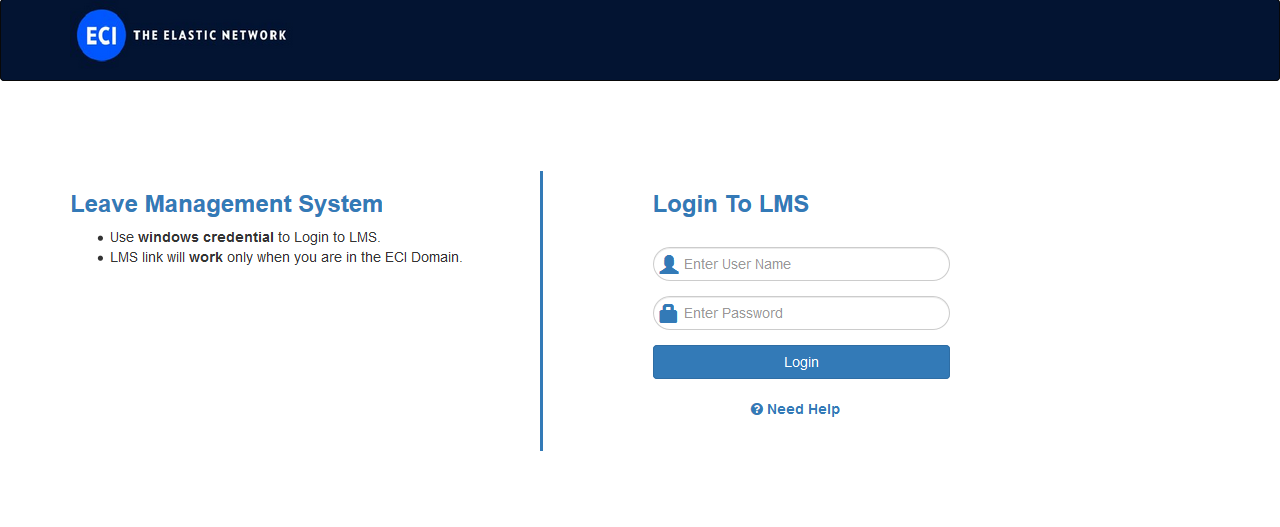 ECI THE ELASTIC NETWORK
Leave Management System
Use windows credential to Login to LMS.
LMS link will work only when you are in the ECI Domain.
Login To LMS
Enter User Name
Enter Password
Login
Need Help